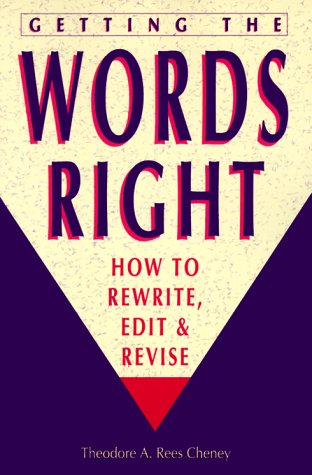 GETTING THE
WORDS
RIGHT
HOW TO
REWRITE,
EDIT &
REVISE
Theodore A. Rees Cheney